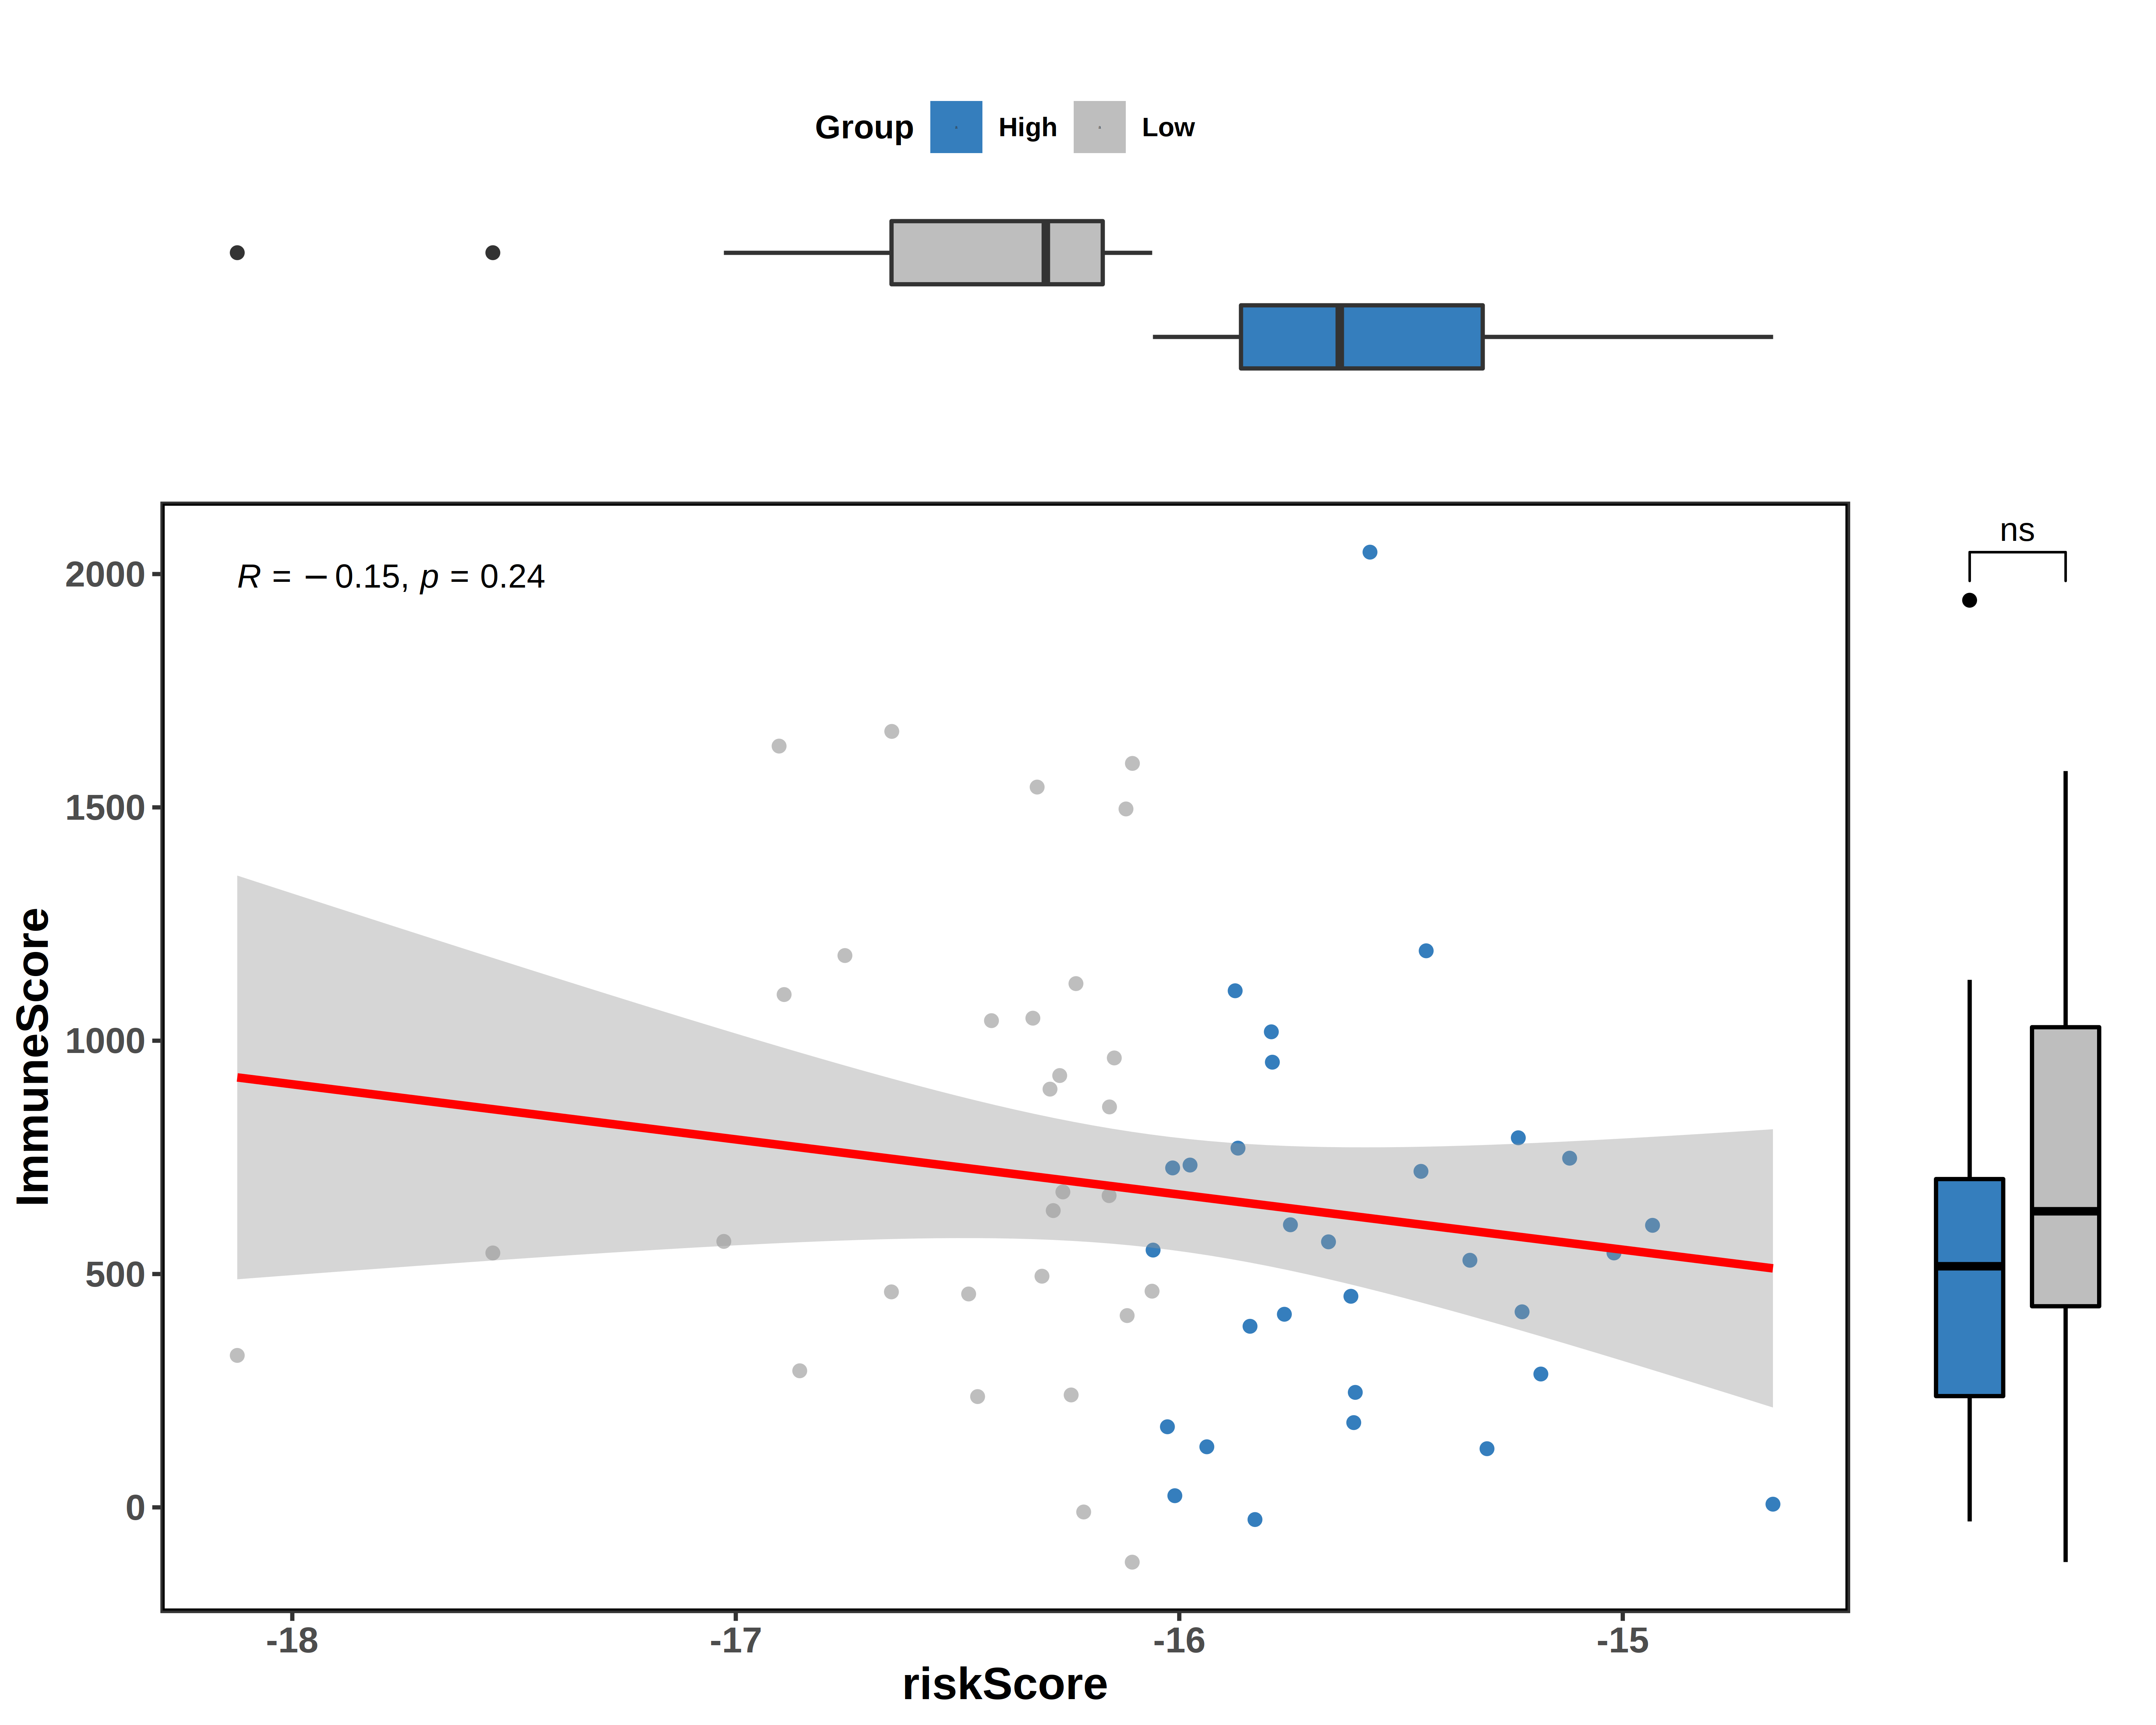 Group High Low
ns
R = −0.15, p = 0.24
2000
1500
1000
500
0
ImmuneScore
-18 -17 -16 -15
riskScore